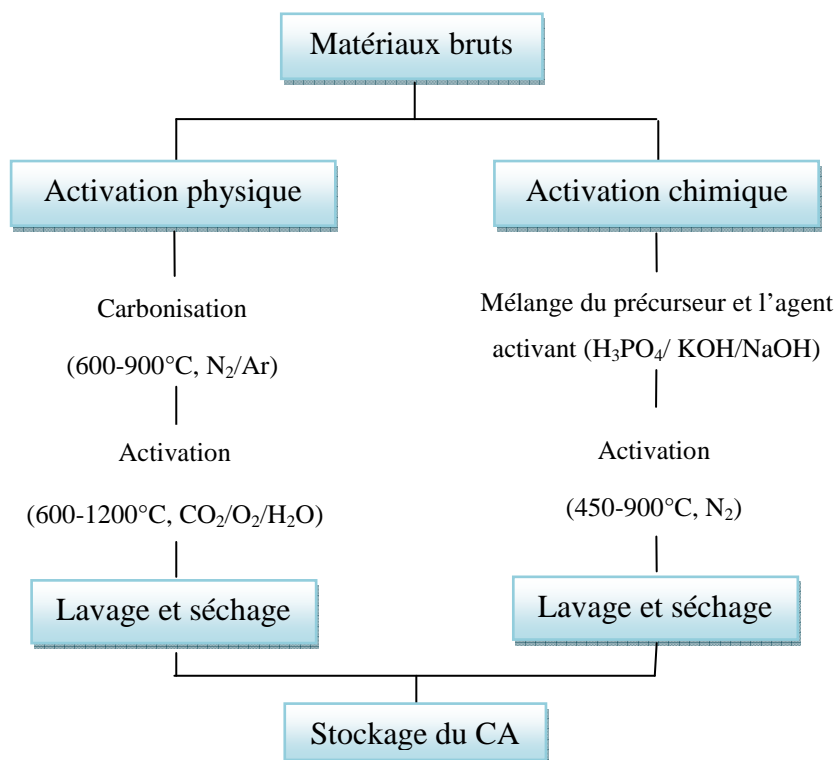 Matériaux bruts
Activation physique
Activation chimique
Carbonisation
(600-900°C, N₂/Ar)
Activation
(600-1200°C, CO₂/O₂/H₂O)
Lavage et séchage
Mélange du précurseur et l'agent
activant (H₃PO₄/ KOH/NaOH)
Activation
(450-900°C, N₂)
Lavage et séchage
Stockage du CA